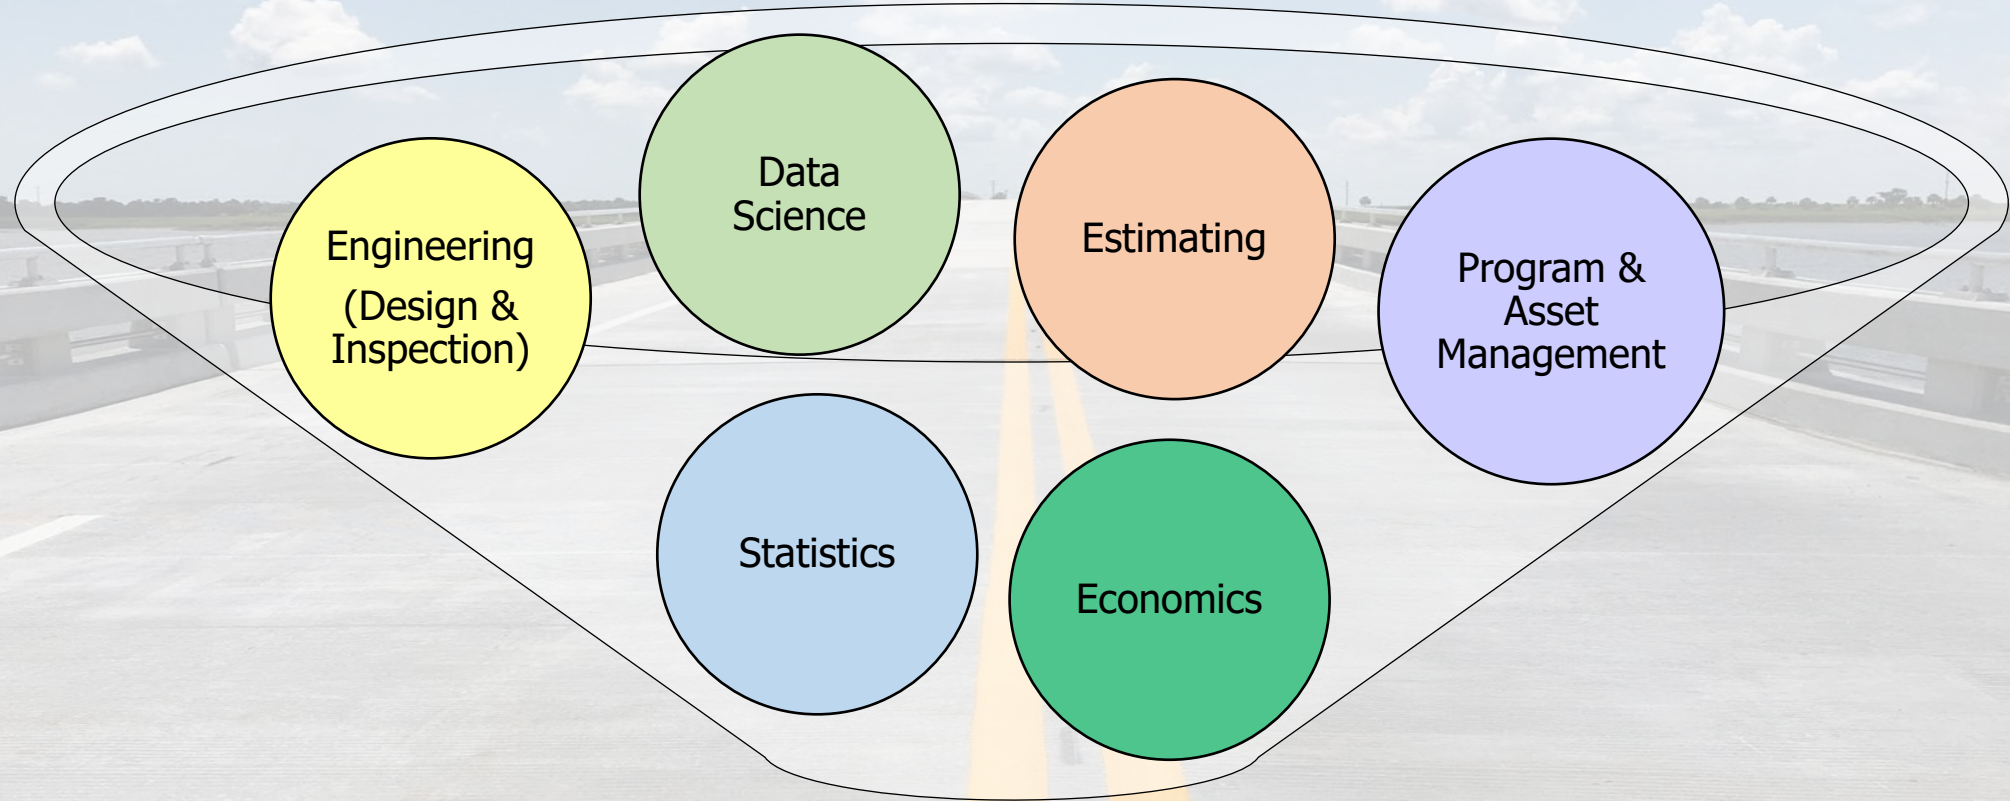 Data
Science
Engineering
(Design &
Inspection)
Estimating
Program &
Asset
Management
Statistics
Economics